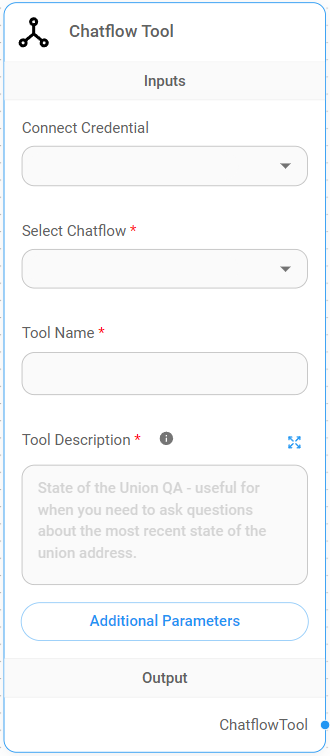 Chatflow Tool
Inputs
Connect Credential
Select Chatflow *
Tool Name *
Tool Description *
State of the Union QA - useful for
when you need to ask questions
about the most recent state of the
union address.
Additional Parameters
Output
ChatflowTool